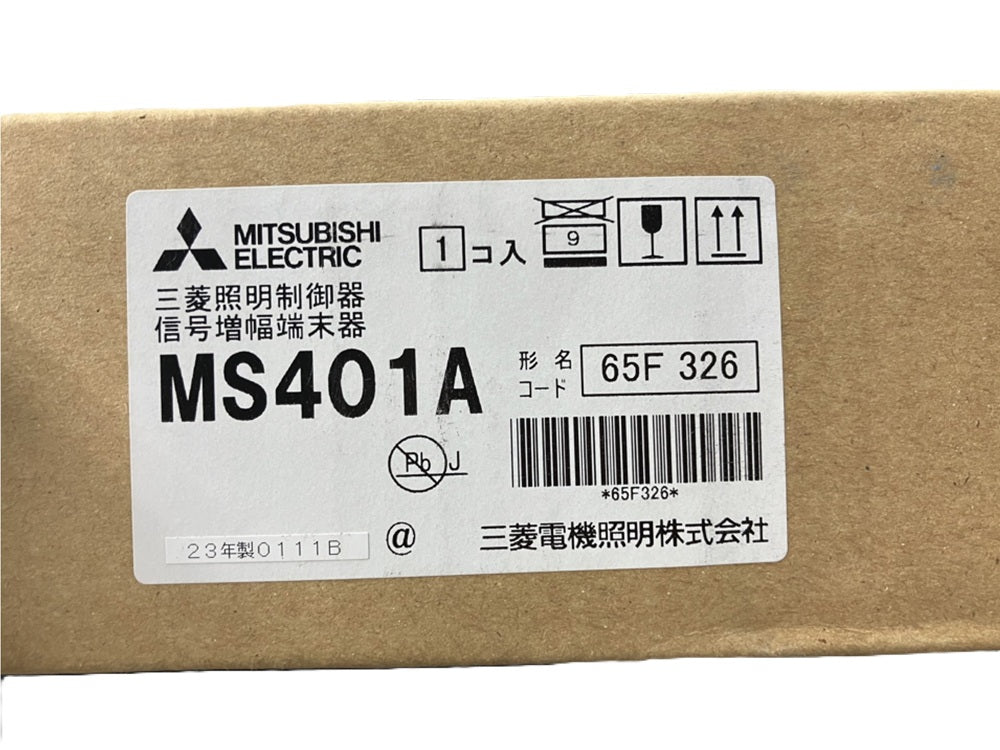 MITSUBISHI
ELECTRIC
1コ入
9
三菱照明制御器
信号増幅端末器
MS401A
形名
コード
65F 326
Pb J
*65F326*
23年製0111B
@
三菱電機照明株式会社